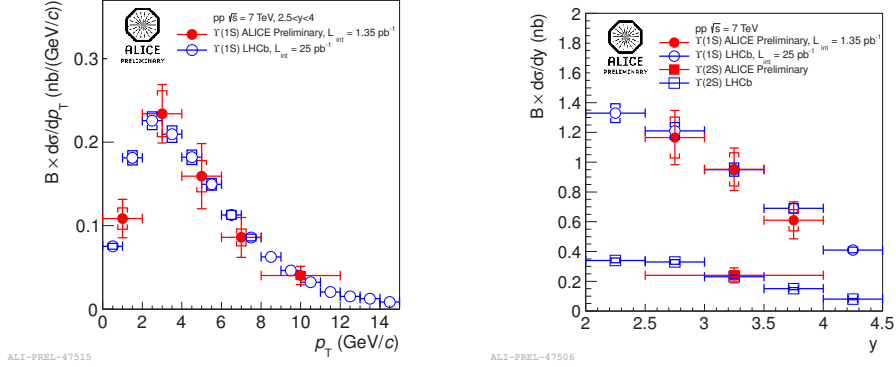 pp √s = 7 TeV, 2.5<y<4
ϒ(1S) ALICE Preliminary, L_int = 1.35 pb⁻¹
ϒ(1S) LHCb, L_int = 25 pb⁻¹
ALICE
PRELIMINARY
B × dσ/dp_T (nb/(GeV/c))
0.3
0.2
0.1
0
0 2 4 6 8 10 12 14
p_T (GeV/c)
ALI-PREL-47515
pp √s = 7 TeV
ϒ(1S) ALICE Preliminary, L_int = 1.35 pb⁻¹
ϒ(1S) LHCb, L_int = 25 pb⁻¹
ϒ(2S) ALICE Preliminary
ϒ(2S) LHCb
ALICE
PRELIMINARY
B × dσ/dy (nb)
2
1.8
1.6
1.4
1.2
1
0.8
0.6
0.4
0.2
0
2 2.5 3 3.5 4 4.5
y
ALI-PREL-47506